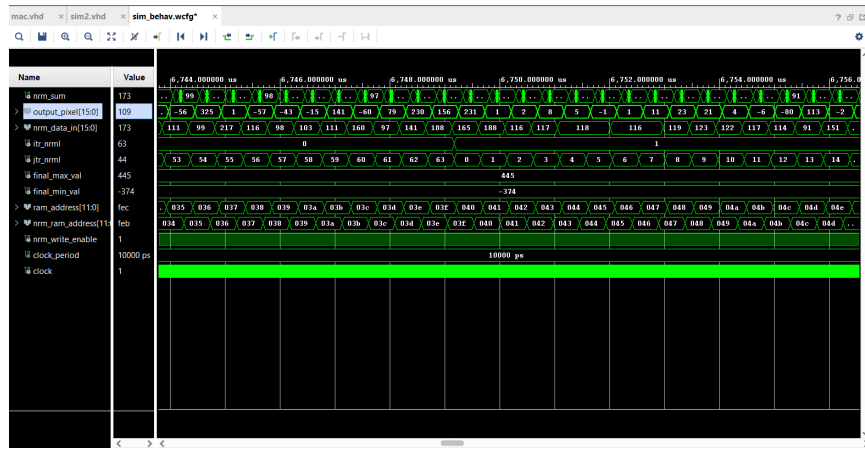 mac.vhd × sim2.vhd × sim_behav.wcfg* × ?
Name Value 6,744.000000 us 6,746.000000 us 6,748.000000 us 6,750.000000 us 6,752.000000 us 6,754.000000 us 6,756.0
nrm_sum 173 .. 99 .. .. .. 98 .. .. .. 97 .. .. .. .. .. .. .. .. .. .. .. 91 ..
output_pixel[15:0] 109 -56 325 1 -57 -43 -15 141 -60 79 230 156 231 1 2 8 5 -1 1 11 23 21 4 -6 -80 113 -2
nrm_data_in[15:0] 173 111 99 217 116 98 103 111 160 97 141 188 165 188 116 117 118 116 119 123 122 117 114 91 151
itr_nrml 63 0 1
jtr_nrml 44 53 54 55 56 57 58 59 60 61 62 63 0 1 2 3 4 5 6 7 8 9 10 11 12 13 14
final_max_val 445 445
final_min_val -374 -374
ram_address[11:0] fec 035 036 037 038 039 03a 03b 03c 03d 03e 03f 040 041 042 043 044 045 046 047 048 049 04a 04b 04c 04d 04e
nrm_ram_address[11: feb 034 035 036 037 038 039 03a 03b 03c 03d 03e 03f 040 041 042 043 044 045 046 047 048 049 04a 04b 04c 04d ..
nrm_write_enable 1
clock_period 10000 ps 10000 ps
clock 1